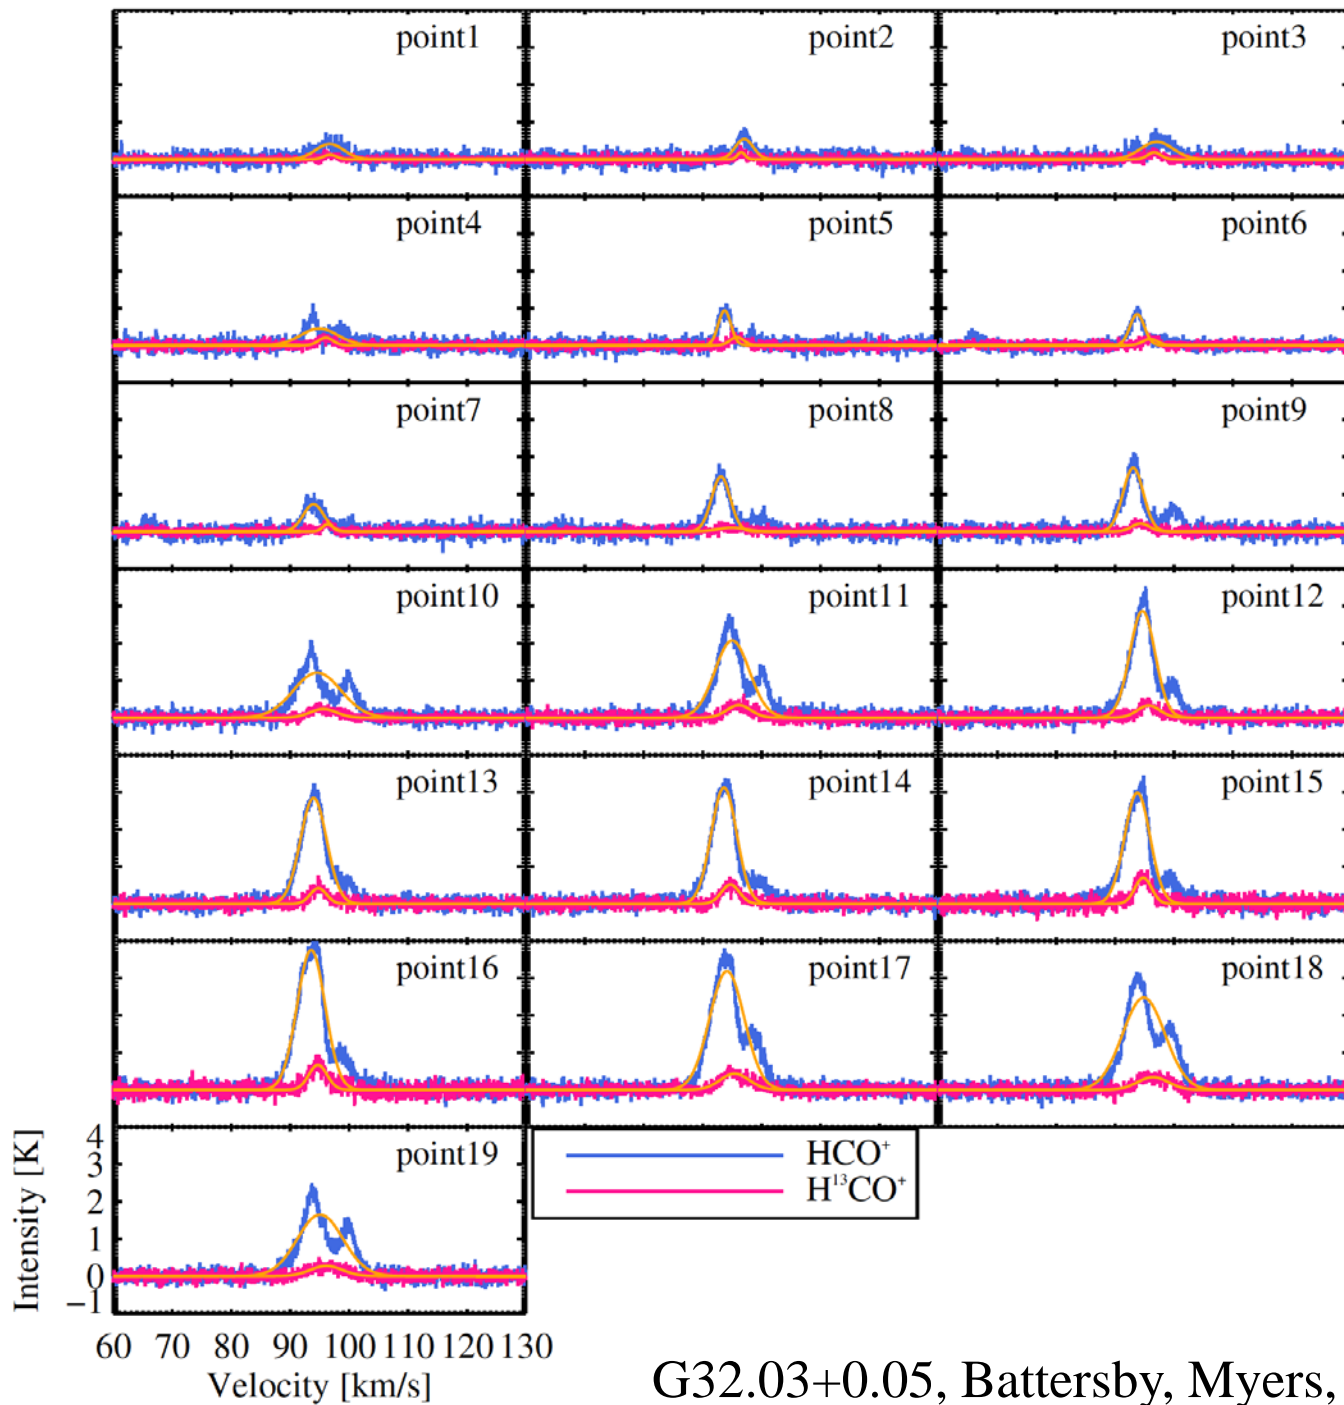 point1
point2
point3
point4
point5
point6
point7
point8
point9
point10
point11
point12
point13
point14
point15
point16
point17
point18
point19
HCO⁺
H¹³CO⁺
Intensity [K]
4
3
2
1
0
−1
60 70 80 90 100 110 120 130
Velocity [km/s]
G32.03+0.05, Battersby, Myers,